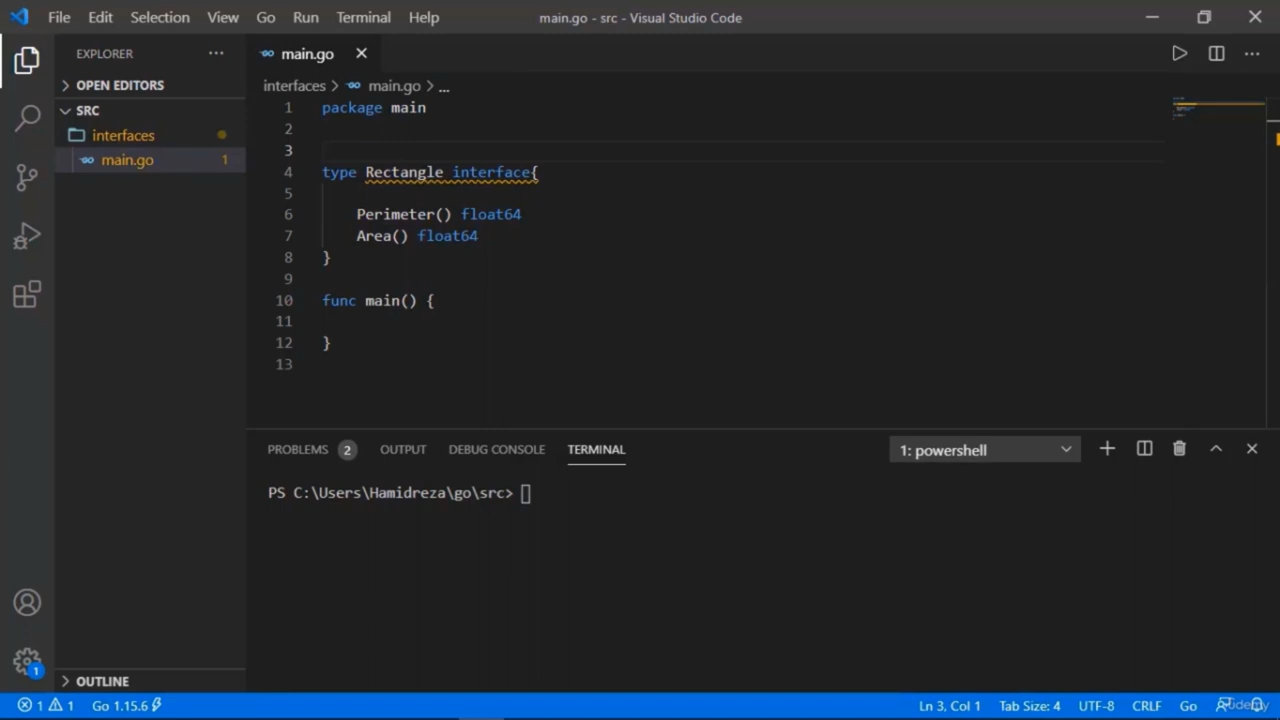 File Edit Selection View Go Run Terminal Help main.go - src - Visual Studio Code
EXPLORER
OPEN EDITORS
SRC
interfaces
main.go 1
OUTLINE
main.go
interfaces > main.go > ...
1 package main
2
3
4 type Rectangle interface{
5
6 Perimeter() float64
7 Area() float64
8 }
9
10 func main() {
11
12 }
13
PROBLEMS 2 OUTPUT DEBUG CONSOLE TERMINAL 1: powershell
PS C:\Users\Hamidreza\go\src>
1
1 1 Go 1.15.6 Ln 3, Col 1 Tab Size: 4 UTF-8 CRLF Go